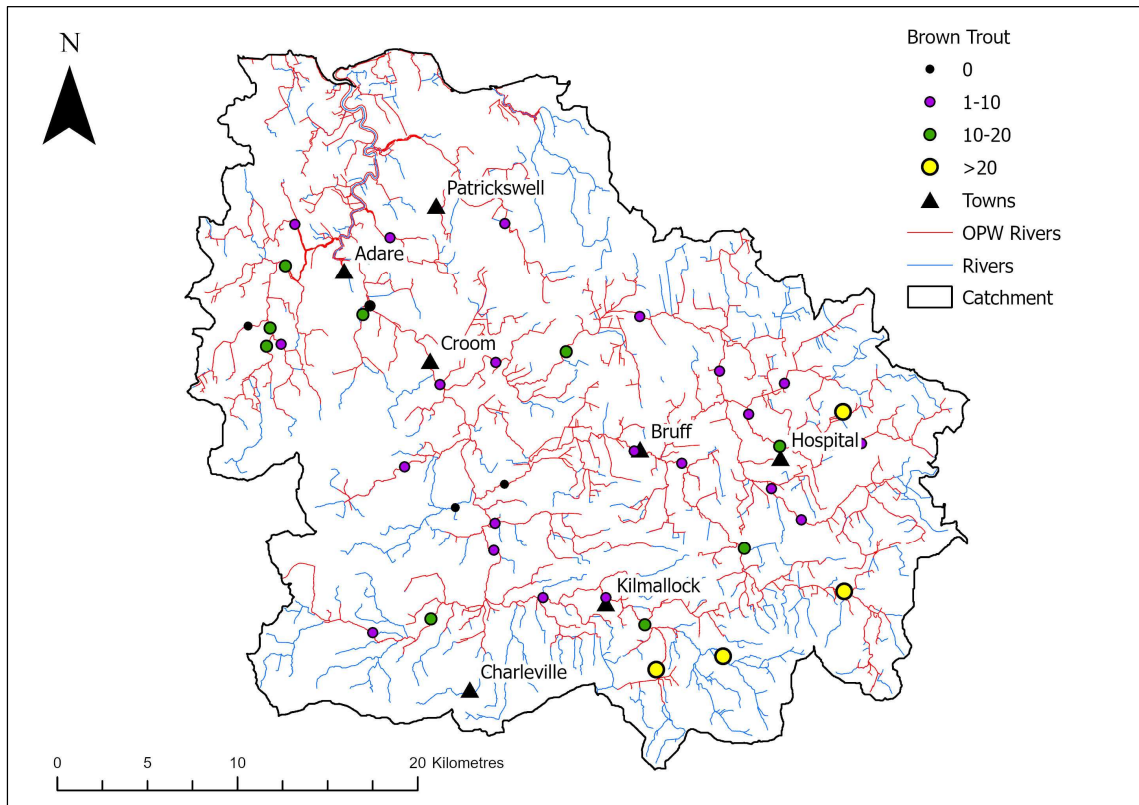 N
Brown Trout
0
1-10
10-20
>20
Towns
OPW Rivers
Rivers
Catchment
Patrickswell
Adare
Croom
Bruff
Hospital
Kilmallock
Charleville
0 5 10 20 Kilometres